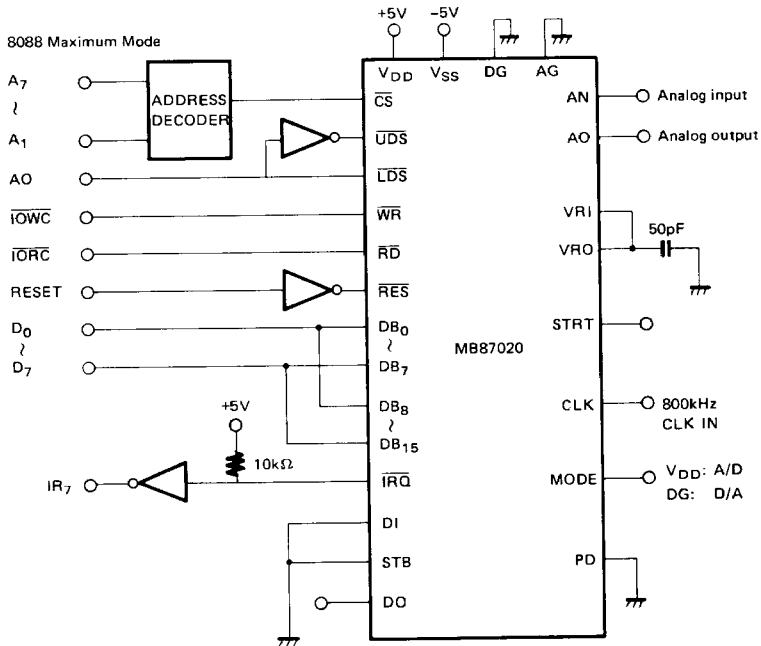 +5V
-5V
8088 Maximum Mode
VDD
VSS
DG
AG
A7
~
A1
ADDRESS
DECODER
CS
AN
Analog input
UDS
AO
Analog output
A0
LDS
IOWC
WR
VRI
50pF
IORC
RD
VRO
RESET
RES
D0
~
D7
DB0
~
DB7
STRT
MB87020
DB8
~
DB15
CLK
800kHz
CLK IN
+5V
10kΩ
IR7
IRQ
MODE
VDD: A/D
DG: D/A
DI
STB
PD
DO